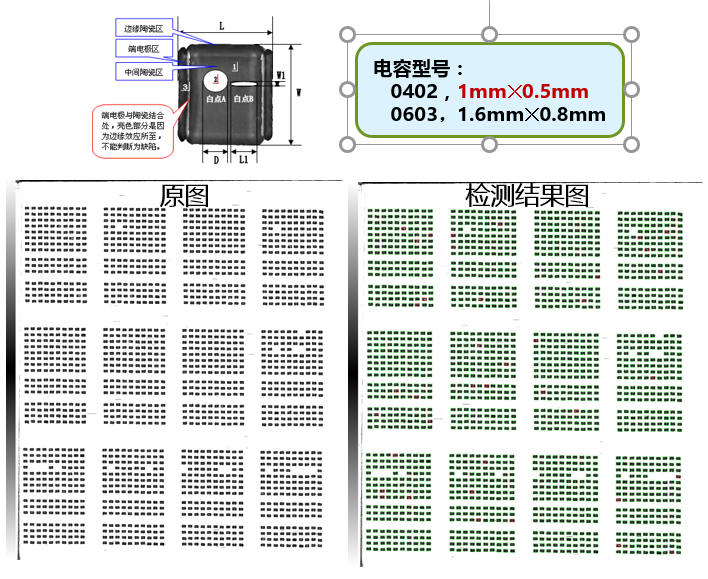 L
边缘陶瓷区
端电极区
中间陶瓷区
1
2
3
W1
W
白点A
白点B
端电极与陶瓷结合
处，亮色部分是因
为边缘效应所至，
不能判断为缺陷。
D
L1
电容型号：
0402，1mm×0.5mm
0603，1.6mm×0.8mm
原图
检测结果图